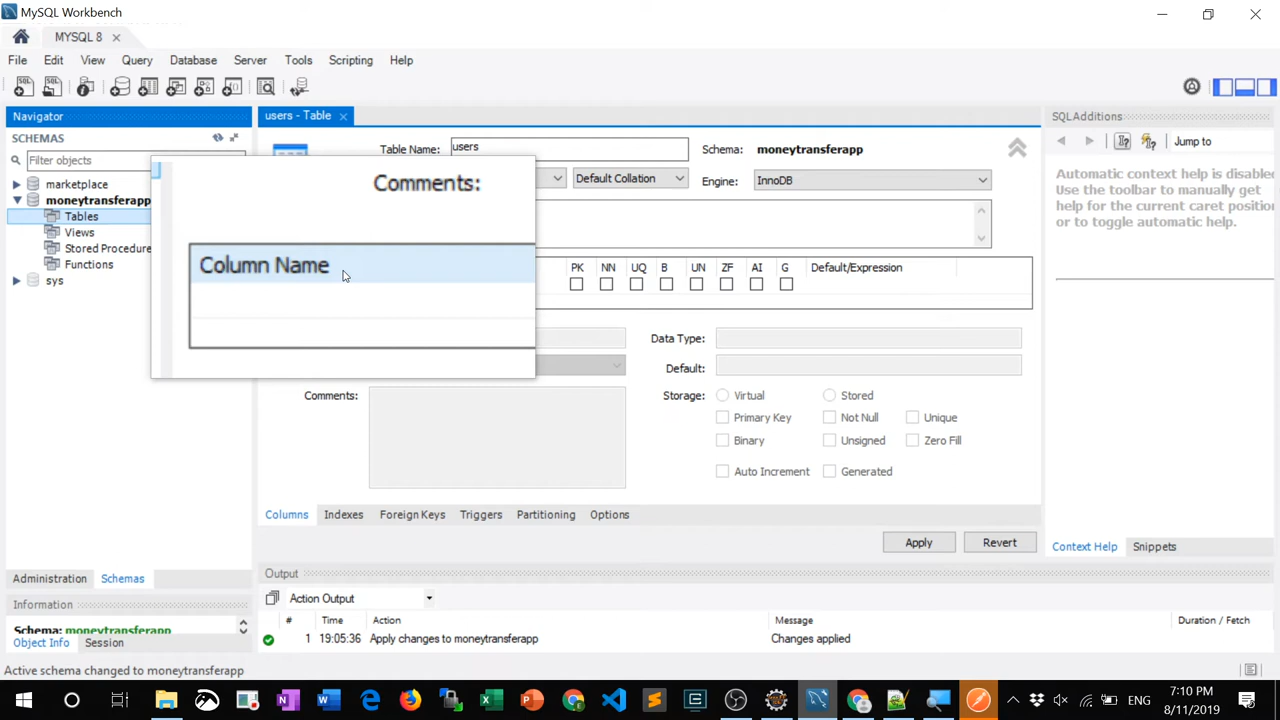 MySQL Workbench
MYSQL 8
File Edit View Query Database Server Tools Scripting Help
Navigator
SCHEMAS
Filter objects
marketplace
moneytransferapp
Tables
Views
Stored Procedure
Functions
sys
Administration Schemas
Information
Schema: moneytransferapp
Object Info Session
users - Table
Table Name: users Schema: moneytransferapp
Default Collation Engine: InnoDB
Comments:
Column Name
PK NN UQ B UN ZF AI G Default/Expression
Data Type:
Default:
Comments: Storage: Virtual Stored
Primary Key Not Null Unique
Binary Unsigned Zero Fill
Auto Increment Generated
Columns Indexes Foreign Keys Triggers Partitioning Options
Apply Revert
SQLAdditions
Jump to
Automatic context help is disabled
Use the toolbar to manually get
help for the current caret position
or to toggle automatic help.
Context Help Snippets
Output
Action Output
# Time Action Message Duration / Fetch
1 19:05:36 Apply changes to moneytransferapp Changes applied
Active schema changed to moneytransferapp
ENG
7:10 PM
8/11/2019